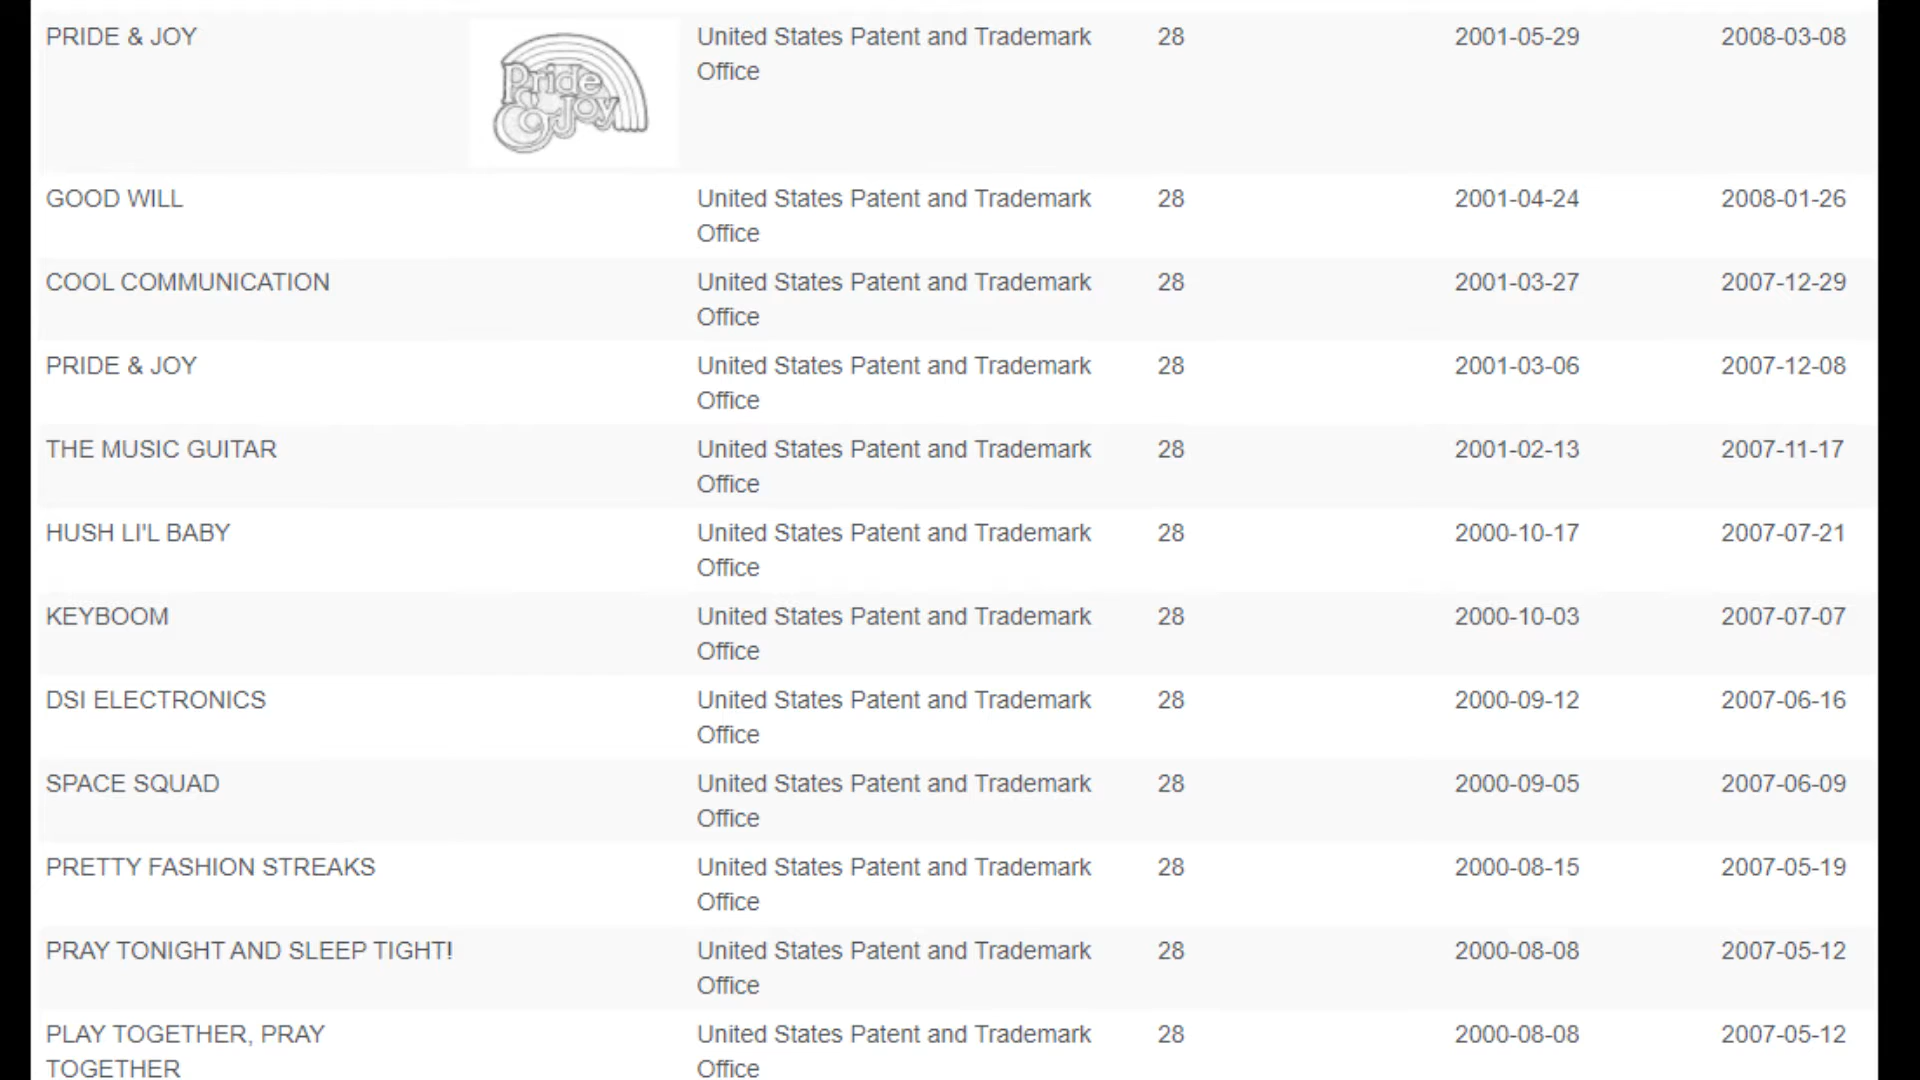 PRIDE & JOY
Pride
& Joy
United States Patent and Trademark
Office
28
2001-05-29
2008-03-08
GOOD WILL
United States Patent and Trademark
Office
28
2001-04-24
2008-01-26
COOL COMMUNICATION
United States Patent and Trademark
Office
28
2001-03-27
2007-12-29
PRIDE & JOY
United States Patent and Trademark
Office
28
2001-03-06
2007-12-08
THE MUSIC GUITAR
United States Patent and Trademark
Office
28
2001-02-13
2007-11-17
HUSH LI'L BABY
United States Patent and Trademark
Office
28
2000-10-17
2007-07-21
KEYBOOM
United States Patent and Trademark
Office
28
2000-10-03
2007-07-07
DSI ELECTRONICS
United States Patent and Trademark
Office
28
2000-09-12
2007-06-16
SPACE SQUAD
United States Patent and Trademark
Office
28
2000-09-05
2007-06-09
PRETTY FASHION STREAKS
United States Patent and Trademark
Office
28
2000-08-15
2007-05-19
PRAY TONIGHT AND SLEEP TIGHT!
United States Patent and Trademark
Office
28
2000-08-08
2007-05-12
PLAY TOGETHER, PRAY
TOGETHER
United States Patent and Trademark
Office
28
2000-08-08
2007-05-12